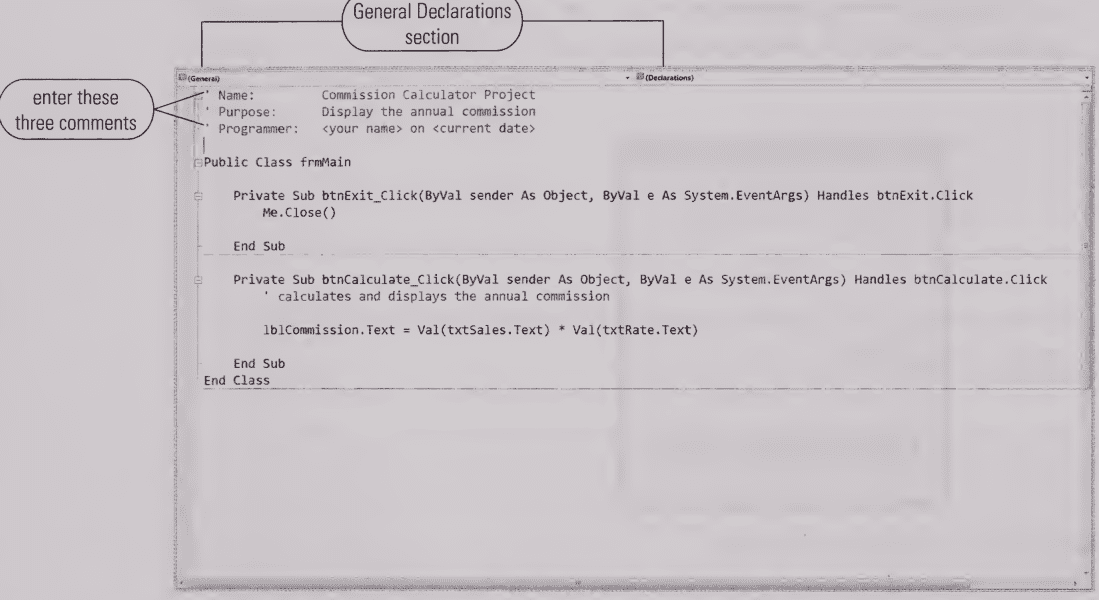 General Declarations
section
enter these
three comments
(General)
(Declarations)
' Name: Commission Calculator Project
' Purpose: Display the annual commission
' Programmer: <your name> on <current date>
Public Class frmMain
Private Sub btnExit_Click(ByVal sender As Object, ByVal e As System.EventArgs) Handles btnExit.Click
Me.Close()
End Sub
Private Sub btnCalculate_Click(ByVal sender As Object, ByVal e As System.EventArgs) Handles btnCalculate.Click
' calculates and displays the annual commission
lblCommission.Text = Val(txtSales.Text) * Val(txtRate.Text)
End Sub
End Class